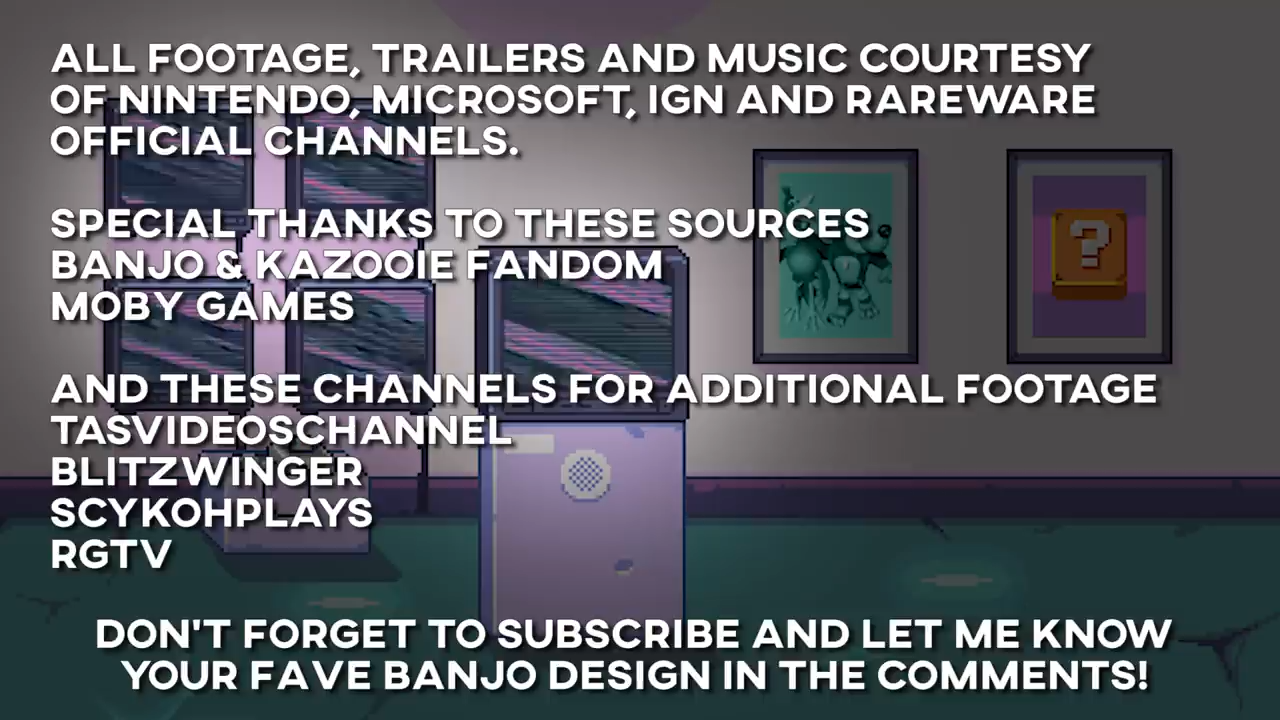 ALL FOOTAGE, TRAILERS AND MUSIC COURTESY
OF NINTENDO, MICROSOFT, IGN AND RAREWARE
OFFICIAL CHANNELS.
SPECIAL THANKS TO THESE SOURCES
BANJO & KAZOOIE FANDOM
MOBY GAMES
AND THESE CHANNELS FOR ADDITIONAL FOOTAGE
TASVIDEOSCHANNEL
BLITZWINGER
SCYKOHPLAYS
RGTV
DON'T FORGET TO SUBSCRIBE AND LET ME KNOW
YOUR FAVE BANJO DESIGN IN THE COMMENTS!